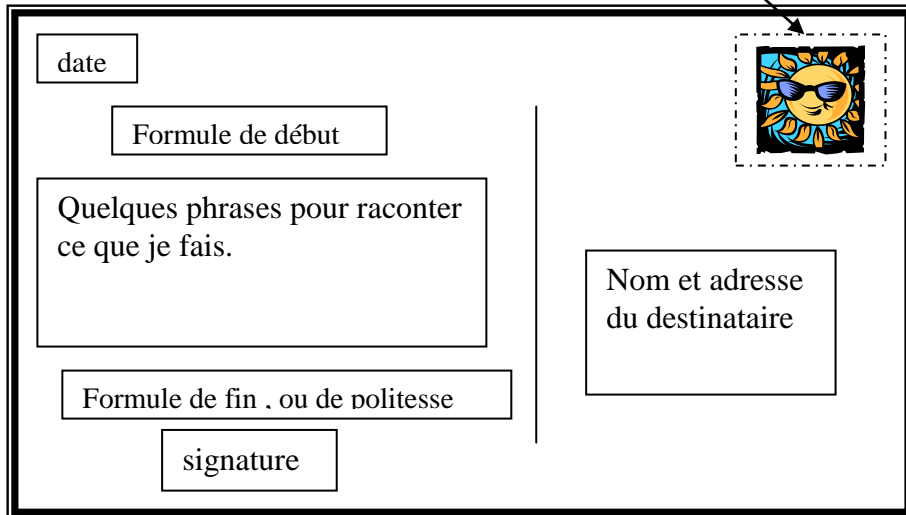 date
Formule de début
Quelques phrases pour raconter
ce que je fais.
Formule de fin , ou de politesse
signature
Nom et adresse
du destinataire